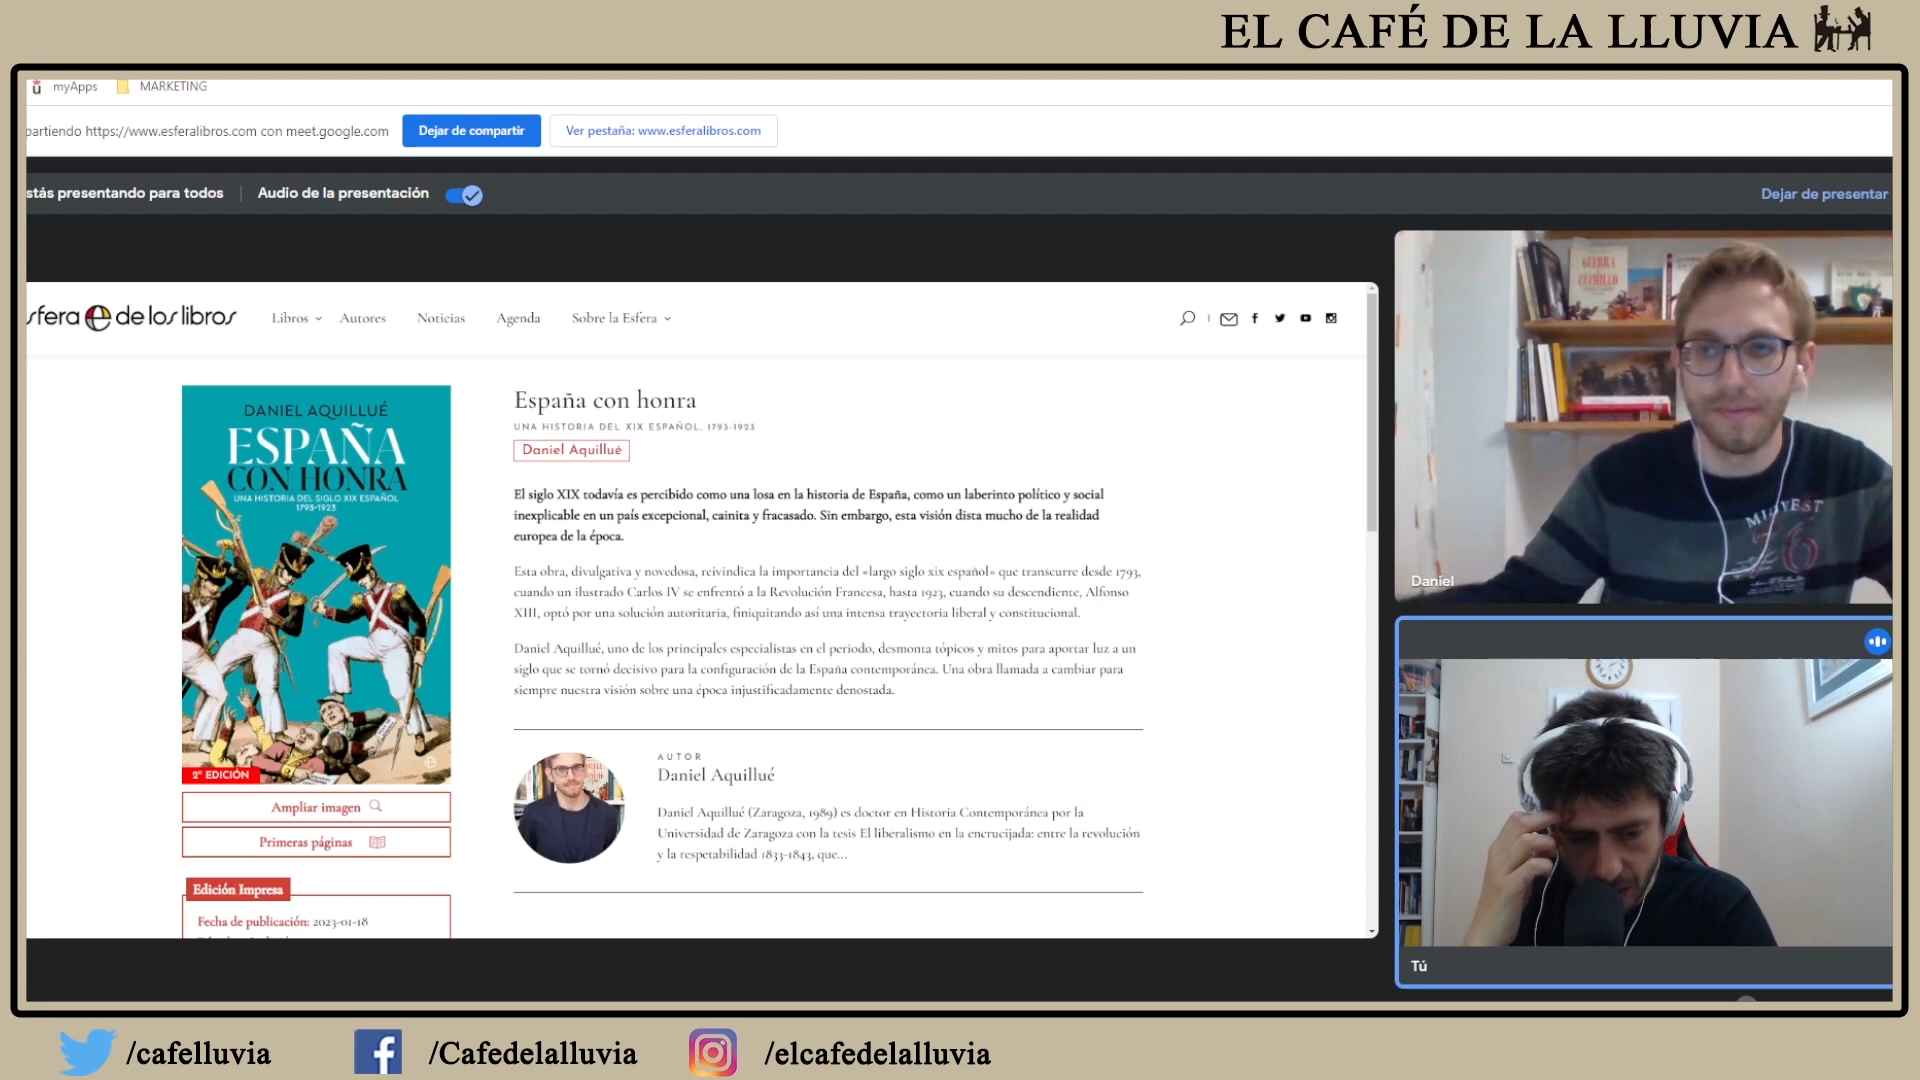 EL CAFÉ DE LA LLUVIA
myApps MARKETING
partiendo https://www.esferalibros.com con meet.google.com Dejar de compartir Ver pestaña: www.esferalibros.com
stás presentando para todos Audio de la presentación Dejar de presentar
sfera de los libros Libros Autores Noticias Agenda Sobre la Esfera
DANIEL AQUILLUÉ
ESPAÑA
CON HONRA
UNA HISTORIA DEL SIGLO XIX ESPAÑOL
1793-1923
2ª EDICIÓN
Ampliar imagen
Primeras páginas
Edición Impresa
Fecha de publicación: 2023-01-18
España con honra
UNA HISTORIA DEL XIX ESPAÑOL. 1793-1923
Daniel Aquillué
El siglo XIX todavía es percibido como una losa en la historia de España, como un laberinto político y social
inexplicable en un país excepcional, cainita y fracasado. Sin embargo, esta visión dista mucho de la realidad
europea de la época.
Esta obra, divulgativa y novedosa, reivindica la importancia del «largo siglo xix español» que transcurre desde 1793,
cuando un ilustrado Carlos IV se enfrentó a la Revolución Francesa, hasta 1923, cuando su descendiente, Alfonso
XIII, optó por una solución autoritaria, finiquitando así una intensa trayectoria liberal y constitucional.
Daniel Aquillué, uno de los principales especialistas en el periodo, desmonta tópicos y mitos para aportar luz a un
siglo que se tornó decisivo para la configuración de la España contemporánea. Una obra llamada a cambiar para
siempre nuestra visión sobre una época injustificadamente denostada.
AUTOR
Daniel Aquillué
Daniel Aquillué (Zaragoza, 1989) es doctor en Historia Contemporánea por la
Universidad de Zaragoza con la tesis El liberalismo en la encrucijada: entre la revolución
y la respetabilidad 1833-1843, que...
GUERRA
CUCHILLO
MIDWEST
6
Daniel
Tú
/cafelluvia /Cafedelalluvia /elcafedelalluvia